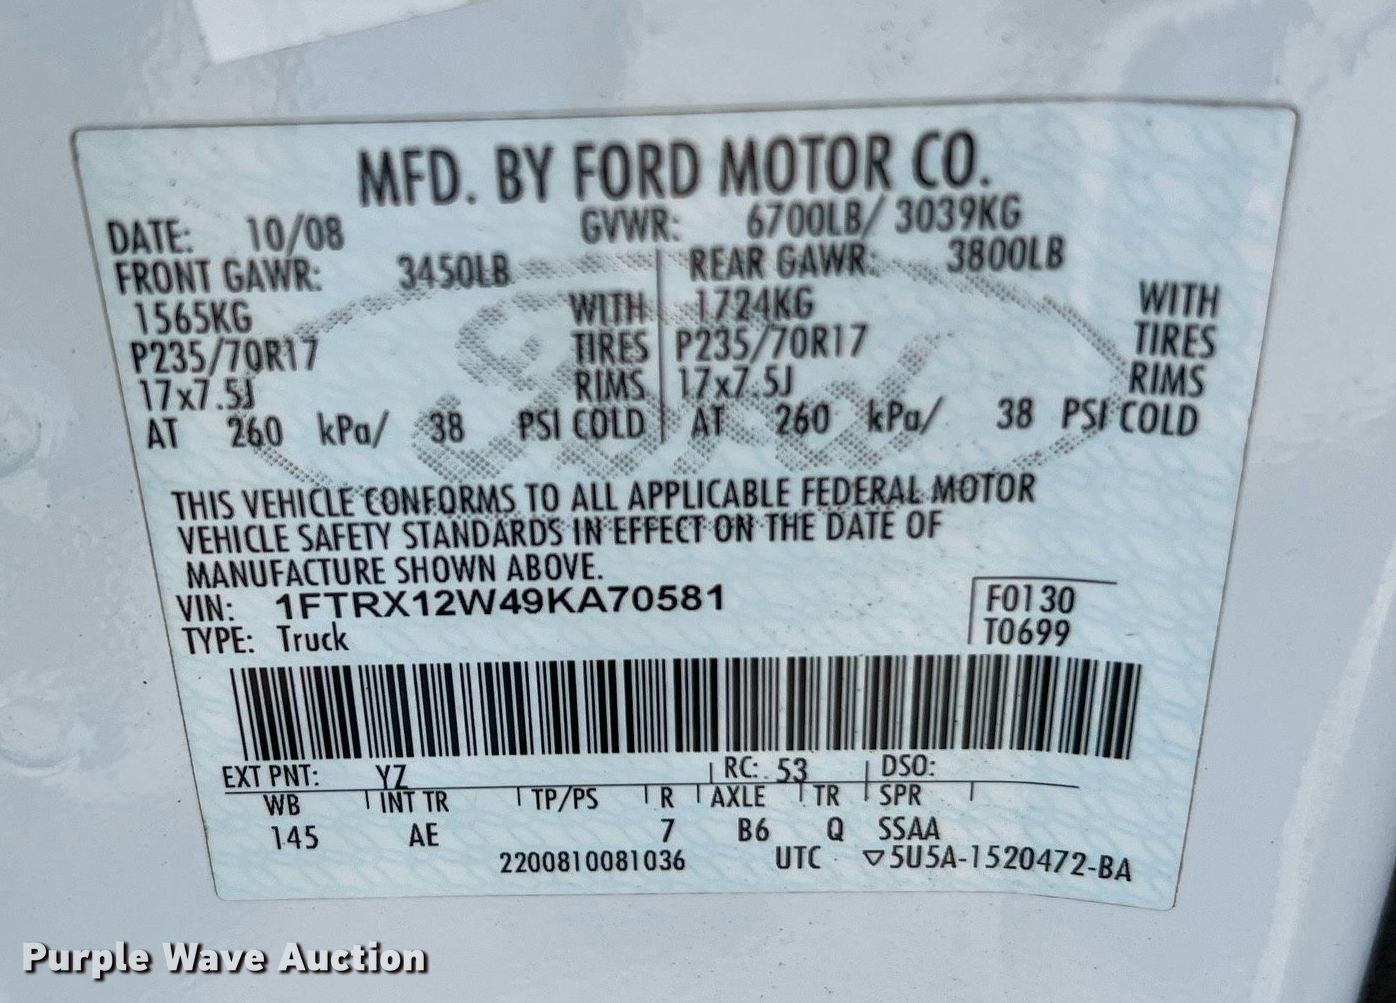 MFD. BY FORD MOTOR CO.
DATE: 10/08 GVWR: 6700LB/ 3039KG
FRONT GAWR: 3450LB REAR GAWR: 3800LB
1565KG WITH 1724KG WITH
P235/70R17 TIRES P235/70R17 TIRES
17x7.5J RIMS 17x7.5J RIMS
AT 260 kPa/ 38 PSI COLD AT 260 kPa/ 38 PSI COLD
Ford
THIS VEHICLE CONFORMS TO ALL APPLICABLE FEDERAL MOTOR
VEHICLE SAFETY STANDARDS IN EFFECT ON THE DATE OF
MANUFACTURE SHOWN ABOVE.
VIN: 1FTRX12W49KA70581 F0130
TYPE: Truck T0699
EXT PNT: YZ RC: 53 DSO:
WB INT TR TP/PS R AXLE TR SPR
145 AE 7 B6 Q SSAA
2200810081036 UTC ▽5U5A-1520472-BA
Purple Wave Auction